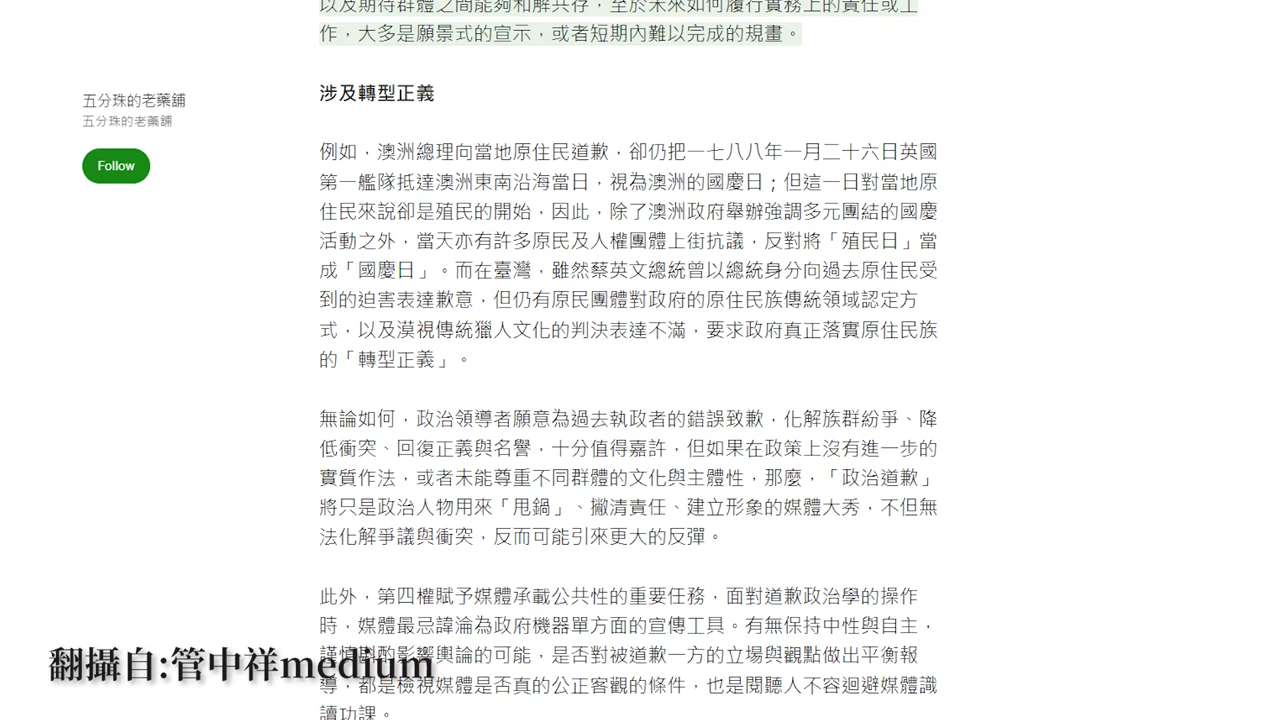 以及期待群體之間能夠和解共存，至於未來如何履行實務上的責任或工
作，大多是願景式的宣示，或者短期內難以完成的規畫。
涉及轉型正義
五分珠的老藥舖
五分珠的老藥舖
Follow
例如，澳洲總理向當地原住民道歉，卻仍把一七八八年一月二十六日英國
第一艦隊抵達澳洲東南沿海當日，視為澳洲的國慶日；但這一日對當地原
住民來說卻是殖民的開始，因此，除了澳洲政府舉辦強調多元團結的國慶
活動之外，當天亦有許多原民及人權團體上街抗議，反對將「殖民日」當
成「國慶日」。而在臺灣，雖然蔡英文總統曾以總統身分向過去原住民受
到的迫害表達歉意，但仍有原民團體對政府的原住民族傳統領域認定方
式，以及漠視傳統獵人文化的判決表達不滿，要求政府真正落實原住民族
的「轉型正義」。
無論如何，政治領導者願意為過去執政者的錯誤致歉，化解族群紛爭、降
低衝突、回復正義與名譽，十分值得嘉許，但如果在政策上沒有進一步的
實質作法，或者未能尊重不同群體的文化與主體性，那麼，「政治道歉」
將只是政治人物用來「甩鍋」、撇清責任、建立形象的媒體大秀，不但無
法化解爭議與衝突，反而可能引來更大的反彈。
此外，第四權賦予媒體承載公共性的重要任務，面對道歉政治學的操作
時，媒體最忌諱淪為政府機器單方面的宣傳工具。有無保持中性與自主，
謹慎斟酌影響輿論的可能，是否對被道歉一方的立場與觀點做出平衡報
導，都是檢視媒體是否真的公正客觀的條件，也是閱聽人不容迴避媒體識
讀功課。
翻攝自:管中祥medium